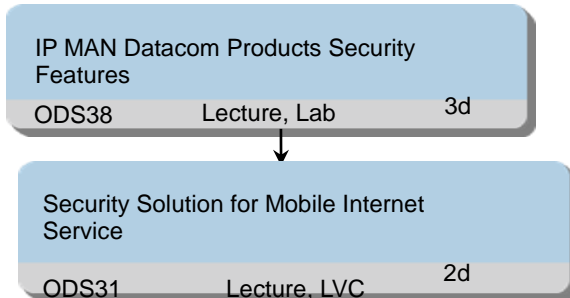 IP MAN Datacom Products Security
Features
ODS38 Lecture, Lab 3d
Security Solution for Mobile Internet
Service
ODS31 Lecture, LVC 2d